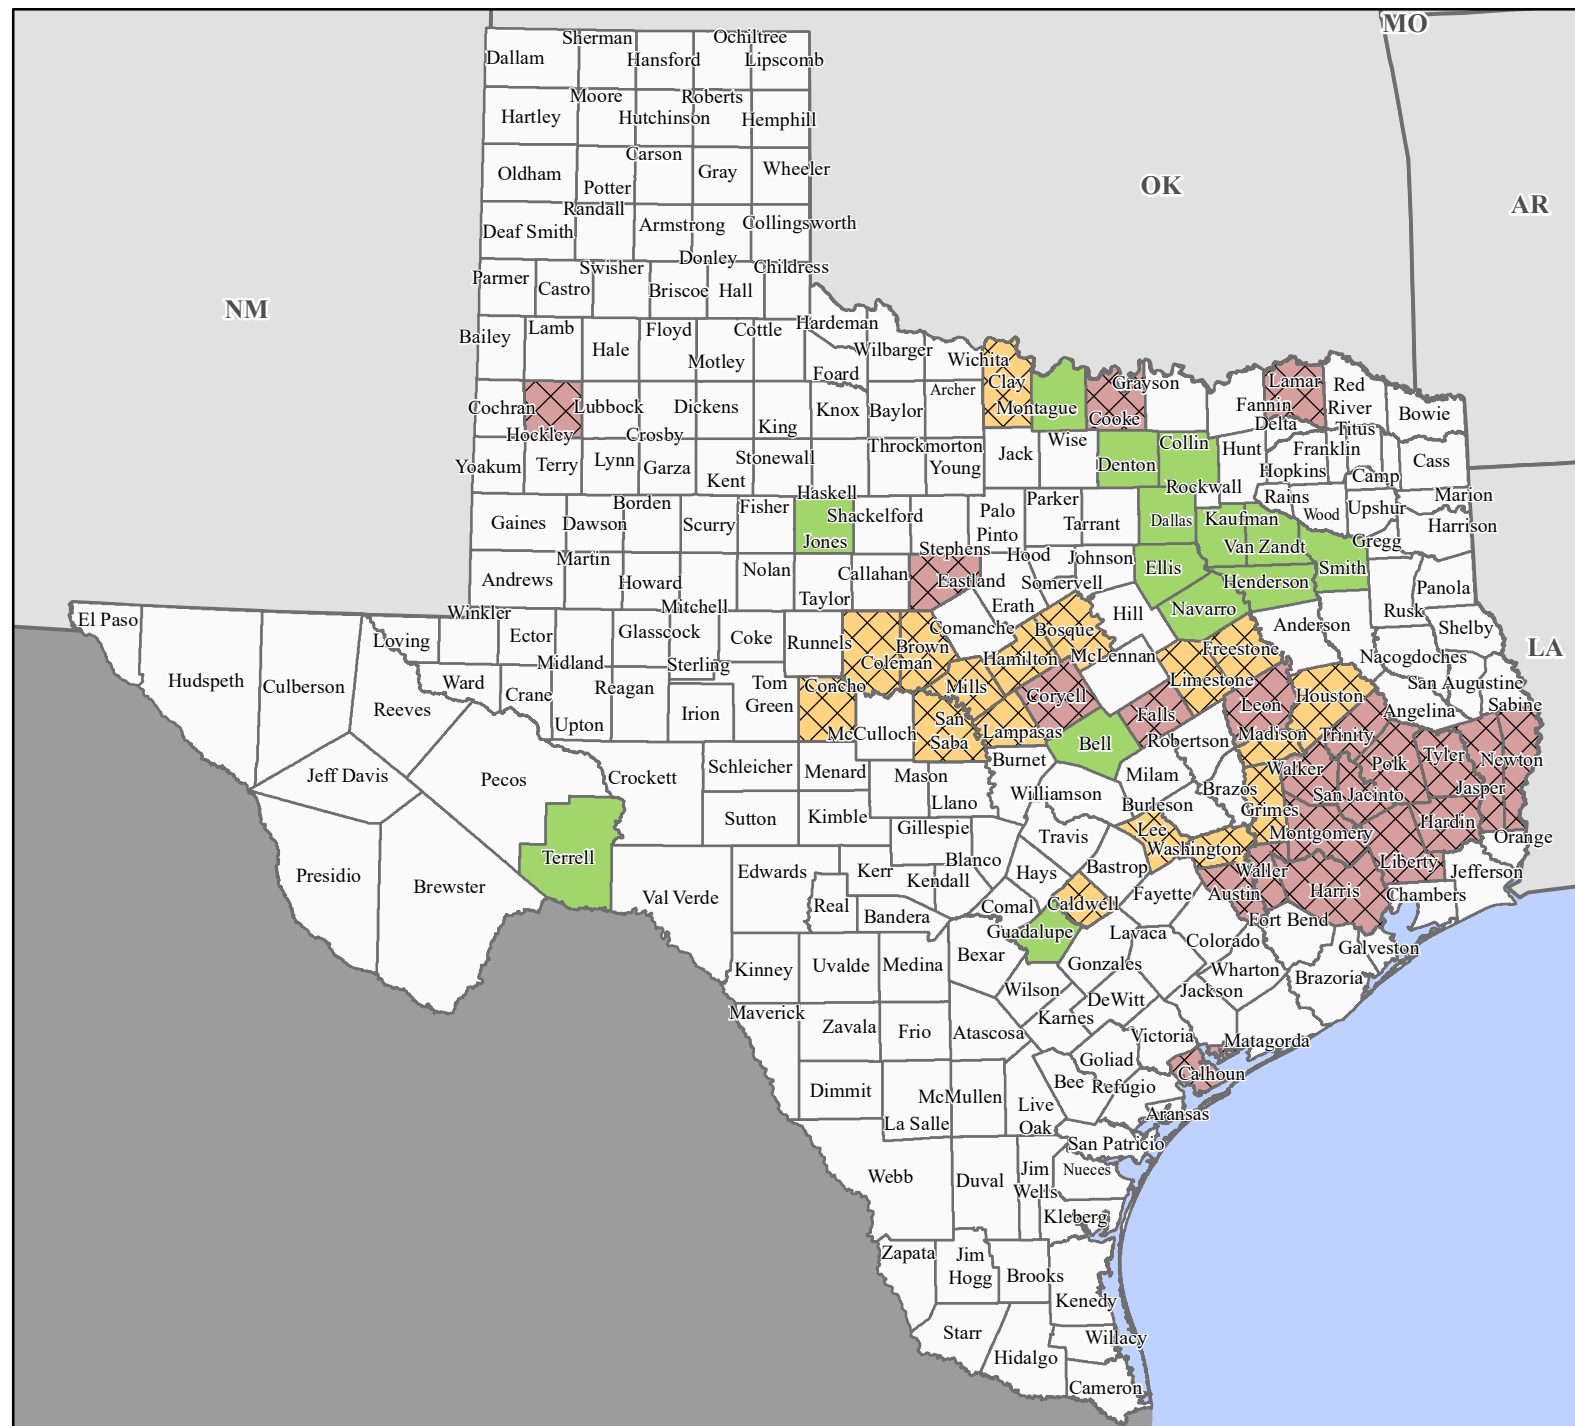 MO
Sherman
Ochiltree
Dallam
Hansford
Lipscomb
Moore
Roberts
Hartley
Hutchinson
Hemphill
Carson
Oldham
Gray
Wheeler
Potter
OK
AR
Randall
Deaf Smith
Armstrong
Collingsworth
Donley
Parmer
Swisher
Childress
Castro
Briscoe
Hall
NM
Bailey
Lamb
Floyd
Cottle
Hardeman
Hale
Motley
Wilbarger
Wichita
Foard
Archer
Clay
Grayson
Lamar
Red
River
Cochran
Lubbock
Dickens
Knox
Baylor
Montague
Cooke
Fannin
Bowie
Hockley
Crosby
King
Delta
Titus
Yoakum
Terry
Lynn
Garza
Stonewall
Throckmorton
Jack
Wise
Collin
Hunt
Franklin
Kent
Young
Denton
Hopkins
Camp
Cass
Haskell
Rockwall
Rains
Marion
Gaines
Dawson
Borden
Scurry
Fisher
Shackelford
Palo
Pinto
Parker
Tarrant
Dallas
Kaufman
Wood
Upshur
Harrison
Jones
Stephens
Hood
Johnson
Van Zandt
Gregg
Andrews
Martin
Howard
Nolan
Callahan
Eastland
Somervell
Ellis
Henderson
Smith
Panola
Taylor
Erath
Navarro
Rusk
El Paso
Winkler
Mitchell
Loving
Ector
Glasscock
Coke
Runnels
Comanche
Bosque
Hill
Anderson
Shelby
Midland
Sterling
Coleman
Brown
Hamilton
McLennan
Freestone
Nacogdoches
LA
Hudspeth
Culberson
Ward
Crane
Reagan
Tom
Green
Concho
Mills
Coryell
Limestone
Houston
San Augustine
Reeves
Upton
Irion
McCulloch
San
Saba
Lampasas
Falls
Leon
Angelina
Sabine
Jeff Davis
Pecos
Crockett
Schleicher
Menard
Mason
Burnet
Bell
Robertson
Madison
Trinity
Tyler
Newton
Llano
Williamson
Milam
Brazos
Walker
Polk
Jasper
Sutton
Kimble
Gillespie
Travis
Burleson
Grimes
San Jacinto
Hardin
Terrell
Lee
Washington
Montgomery
Orange
Presidio
Brewster
Val Verde
Edwards
Kerr
Kendall
Blanco
Hays
Bastrop
Waller
Liberty
Jefferson
Real
Bandera
Comal
Caldwell
Fayette
Austin
Harris
Chambers
Guadalupe
Fort Bend
Kinney
Uvalde
Medina
Bexar
Lavaca
Colorado
Galveston
Gonzales
Wharton
Brazoria
Wilson
Jackson
Maverick
Zavala
Frio
Atascosa
Karnes
DeWitt
Victoria
Matagorda
Goliad
Calhoun
Dimmit
McMullen
Bee
Refugio
La Salle
Live
Oak
Aransas
San Patricio
Webb
Duval
Jim
Wells
Nueces
Kleberg
Zapata
Jim
Hogg
Brooks
Kenedy
Starr
Willacy
Hidalgo
Cameron